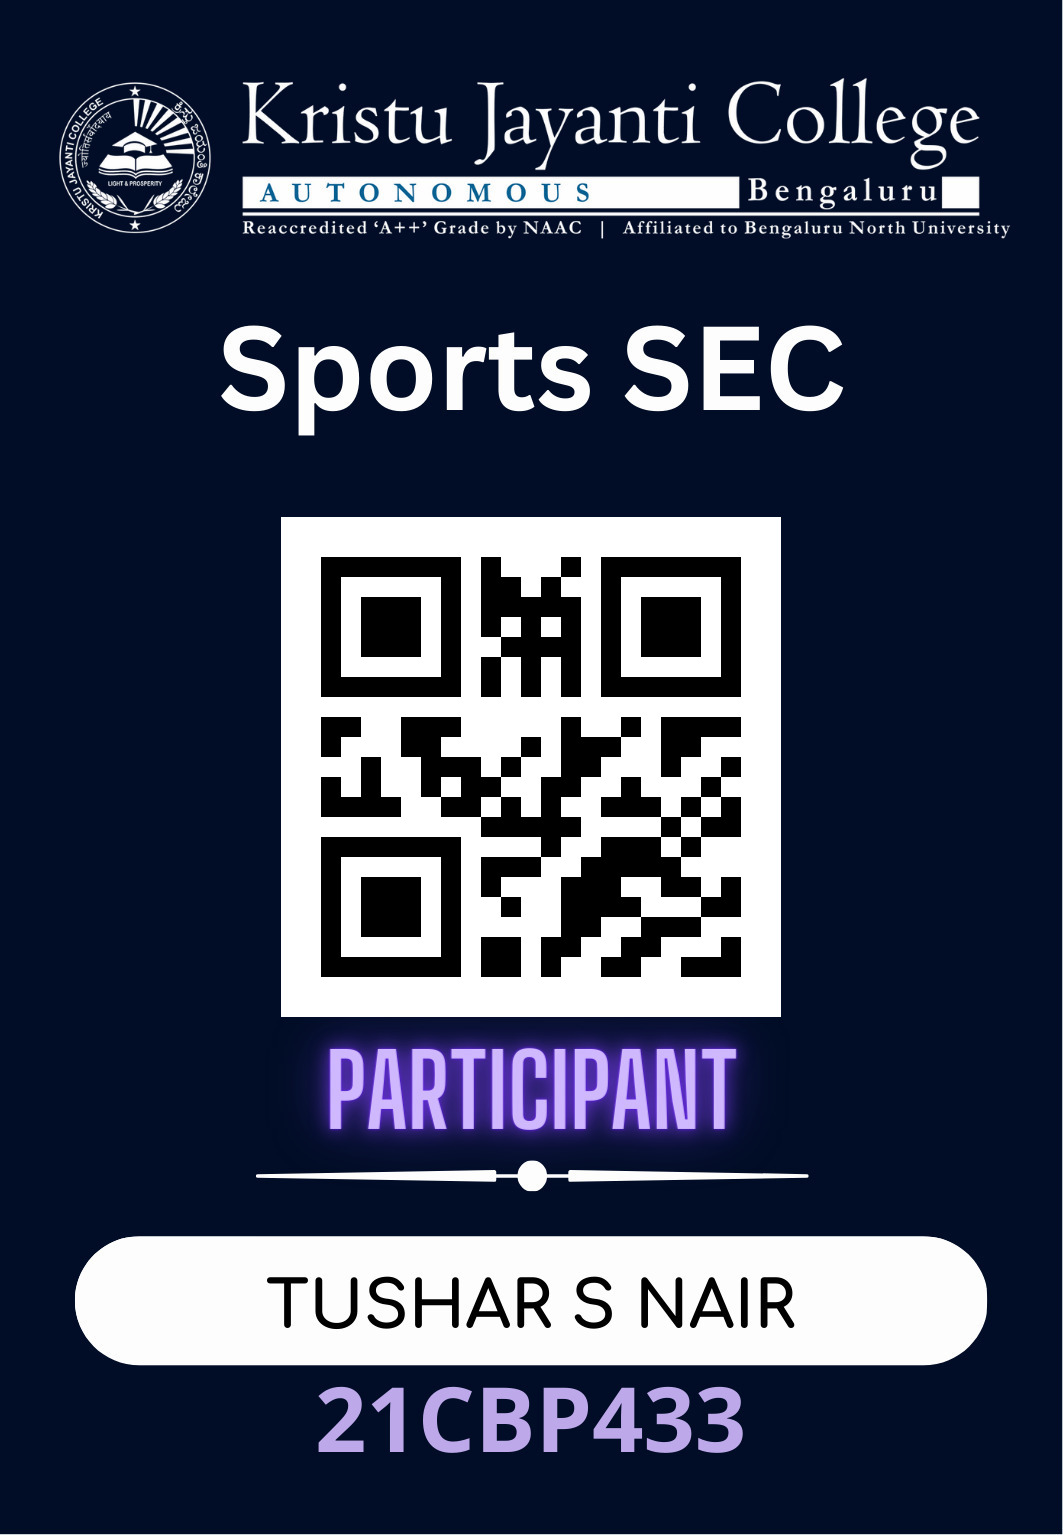 KRISTU JAYANTI COLLEGE
ಕ್ರಿಸ್ತು ಜಯಂತಿ ಕಾಲೇಜು
LIGHT & PROSPERITY
Kristu Jayanti College
AUTONOMOUS Bengaluru
Reaccredited ‘A++’ Grade by NAAC | Affiliated to Bengaluru North University
Sports SEC
PARTICIPANT
TUSHAR S NAIR
21CBP433